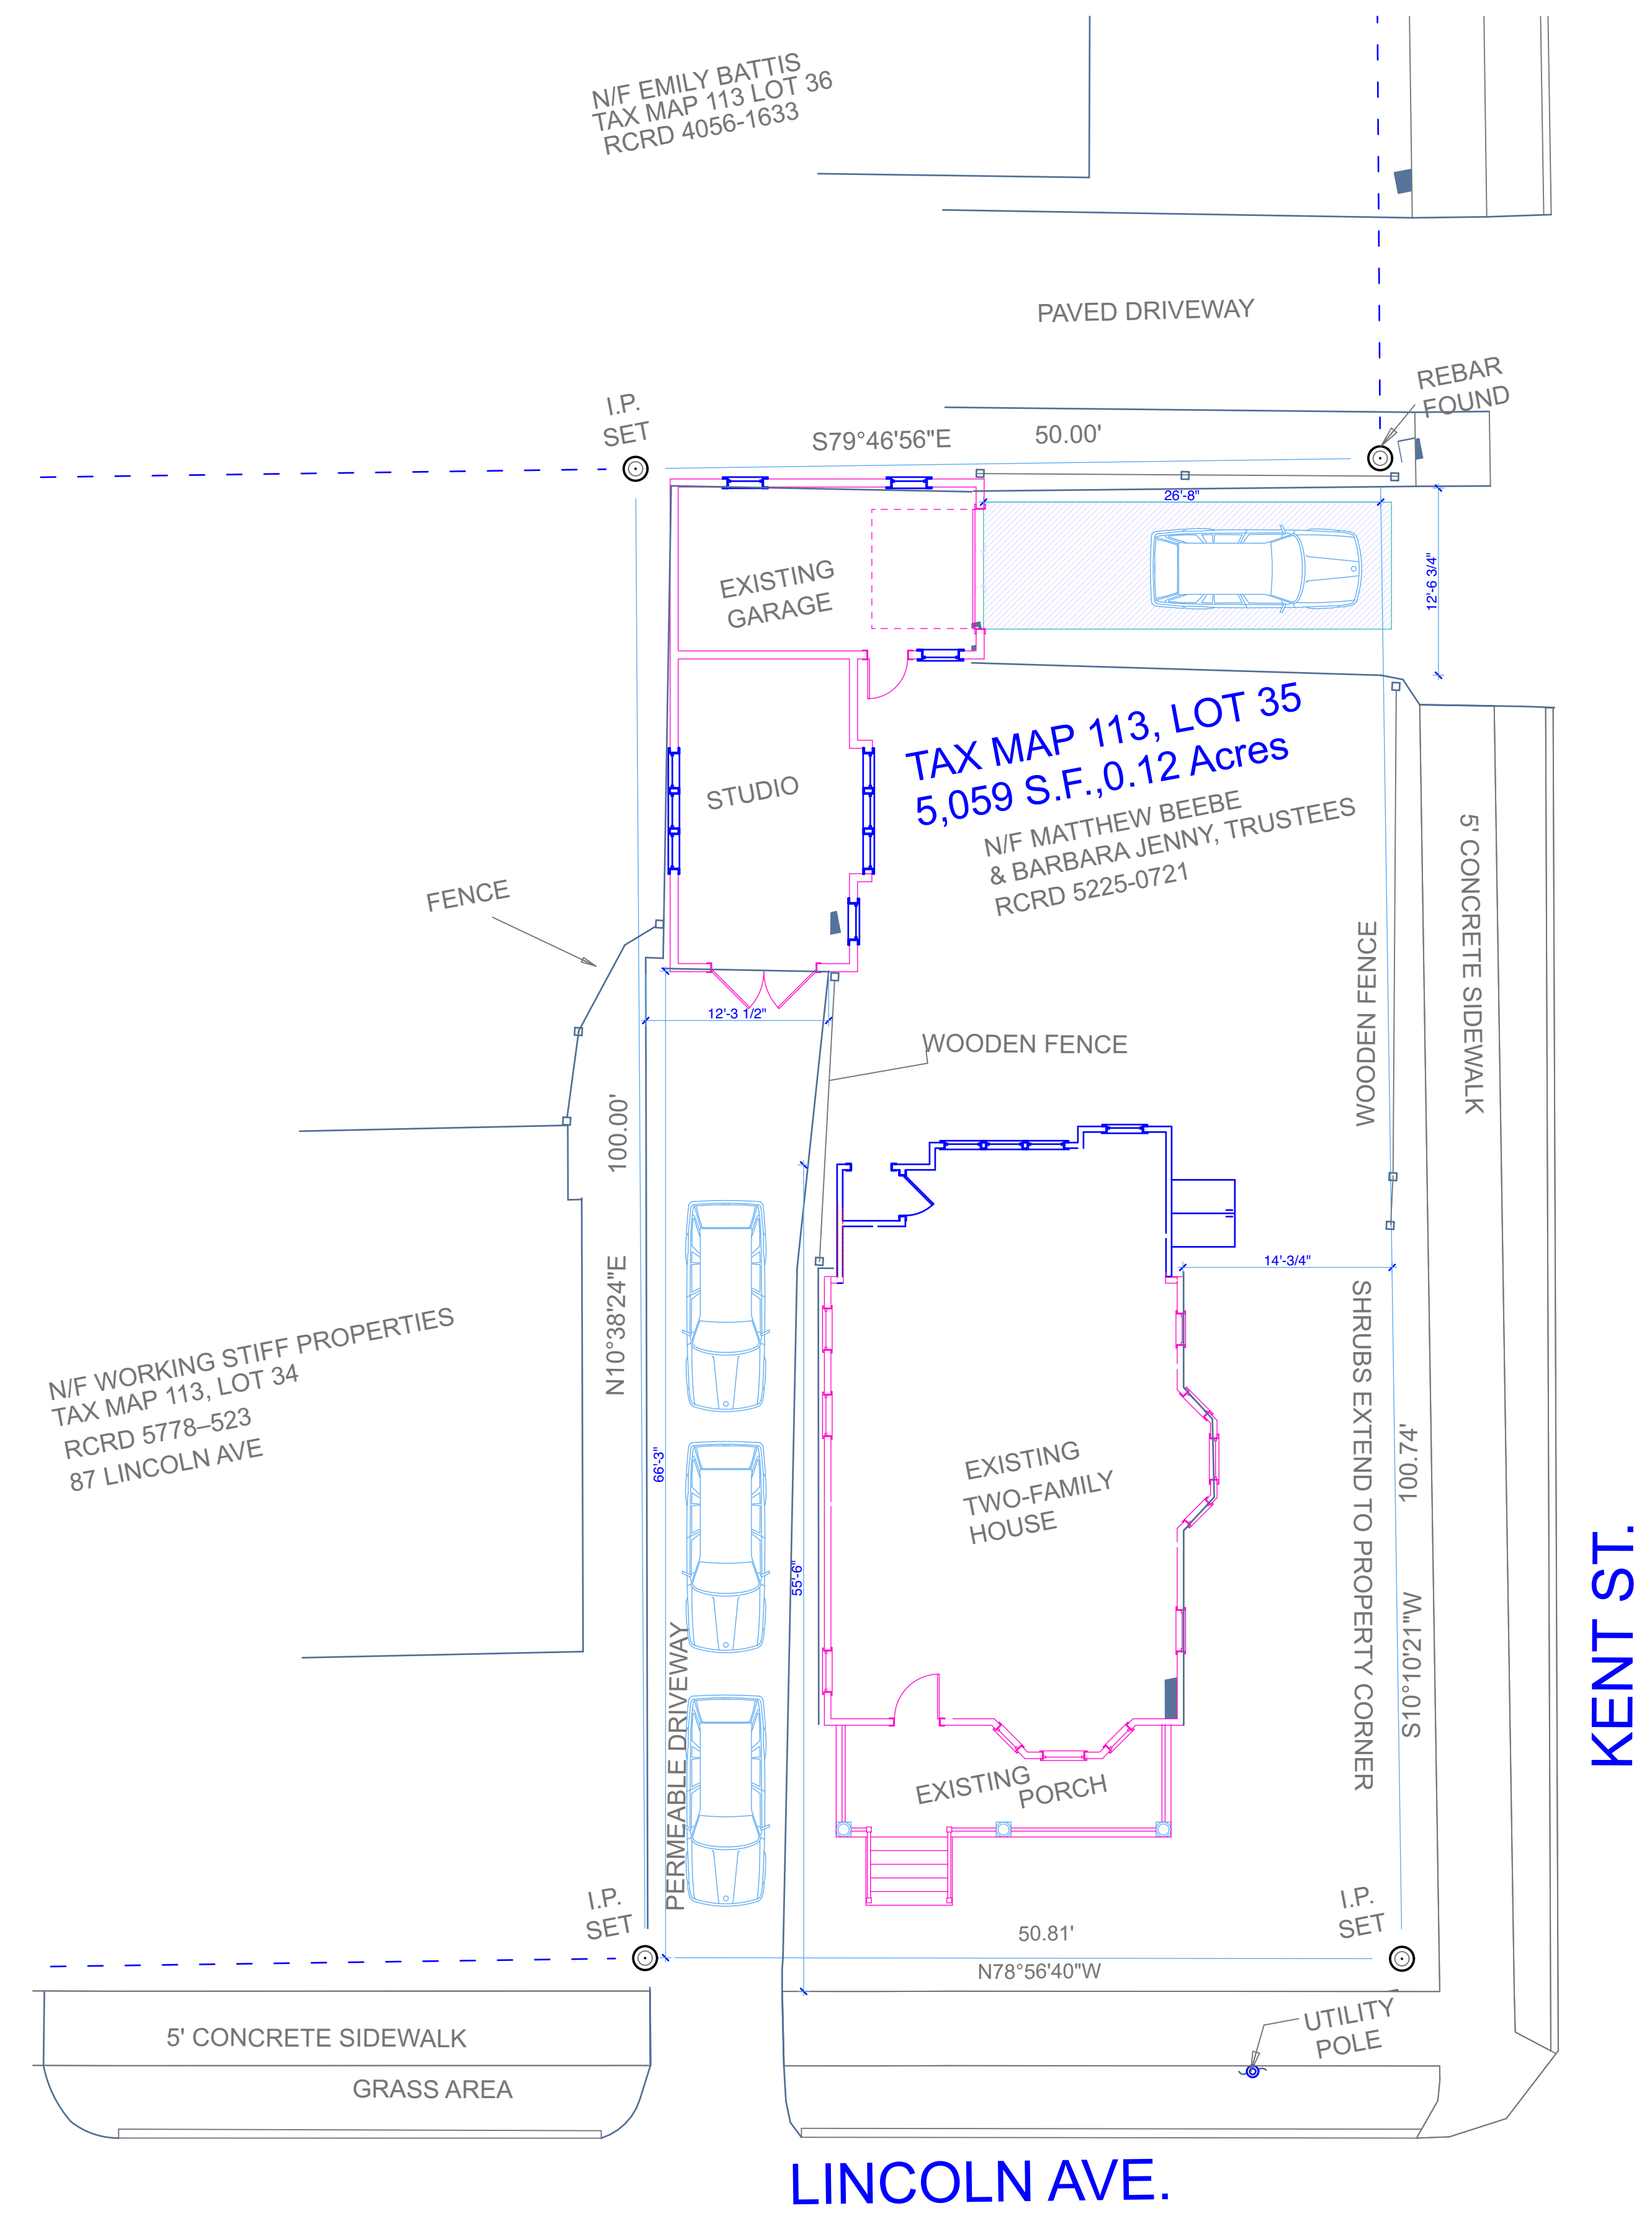 N/F EMILY BATTIS
TAX MAP 113 LOT 36
RCRD 4056-1633
PAVED DRIVEWAY
REBAR
FOUND
I.P.
SET
S79°46'56"E
50.00'
26'-8"
12'-6 3/4"
EXISTING
GARAGE
TAX MAP 113, LOT 35
5,059 S.F.,0.12 Acres
N/F MATTHEW BEEBE
& BARBARA JENNY, TRUSTEES
RCRD 5225-0721
STUDIO
FENCE
5' CONCRETE SIDEWALK
WOODEN FENCE
12'-3 1/2"
WOODEN FENCE
100.00'
N10°38'24"E
14'-3/4"
N/F WORKING STIFF PROPERTIES
TAX MAP 113, LOT 34
RCRD 5778–523
87 LINCOLN AVE
66'-3"
55'-6"
EXISTING
TWO-FAMILY
HOUSE
SHRUBS EXTEND TO PROPERTY CORNER
100.74'
S10°10'21"W
KENT ST.
PERMEABLE DRIVEWAY
EXISTING
PORCH
I.P.
SET
I.P.
SET
50.81'
N78°56'40"W
UTILITY
POLE
5' CONCRETE SIDEWALK
GRASS AREA
LINCOLN AVE.